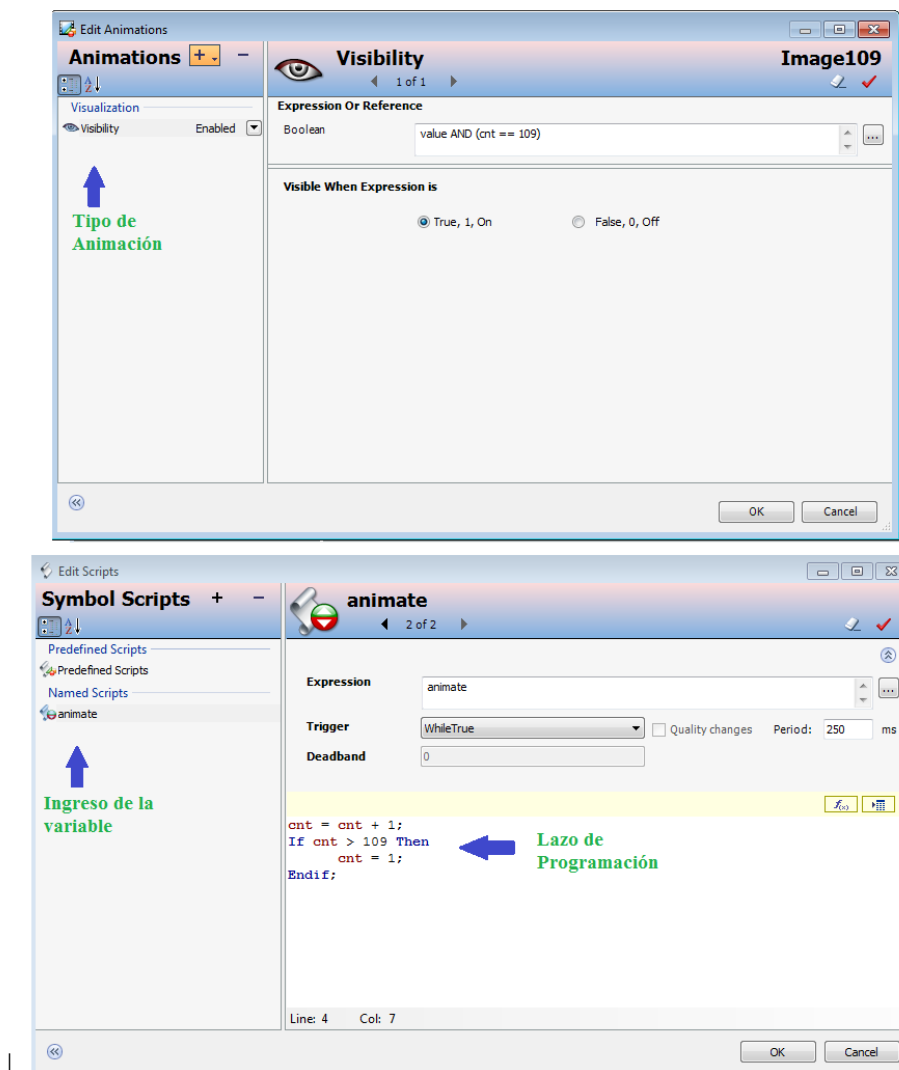 Edit Animations
Animations + -
Visibility
Image109
1 of 1
Visualization
Visibility Enabled
Expression Or Reference
Boolean
value AND (cnt == 109)
Visible When Expression is
True, 1, On
False, 0, Off
Tipo de
Animación
OK
Cancel
Edit Scripts
Symbol Scripts + -
animate
2 of 2
Predefined Scripts
Predefined Scripts
Named Scripts
animate
Expression
animate
Trigger
WhileTrue
Quality changes
Period: 250 ms
Deadband
0
Ingreso de la
variable
f(x)
cnt = cnt + 1;
If cnt > 109 Then
cnt = 1;
Endif;
Lazo de
Programación
Line: 4 Col: 7
OK
Cancel